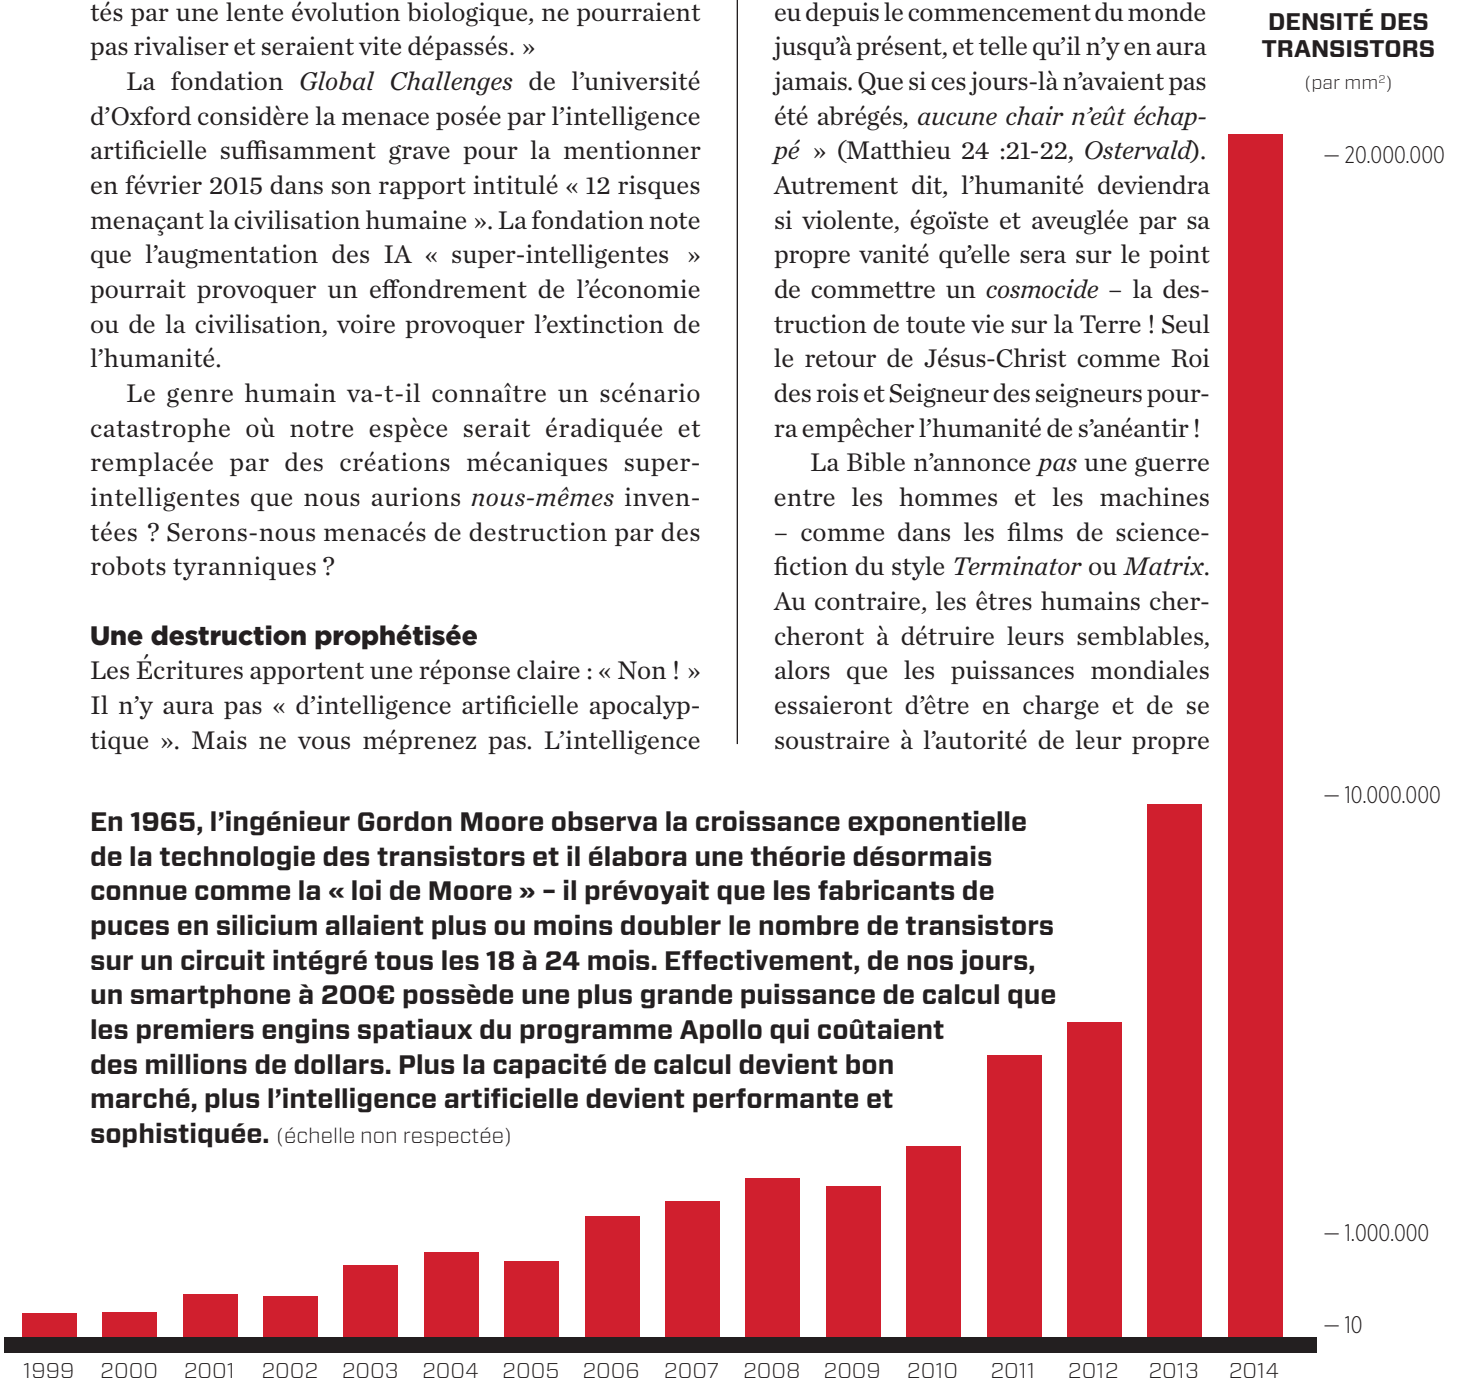 tés par une lente évolution biologique, ne pourraient
pas rivaliser et seraient vite dépassés. »
La fondation Global Challenges de l’université
d’Oxford considère la menace posée par l’intelligence
artificielle suffisamment grave pour la mentionner
en février 2015 dans son rapport intitulé « 12 risques
menaçant la civilisation humaine ». La fondation note
que l’augmentation des IA « super-intelligentes »
pourrait provoquer un effondrement de l’économie
ou de la civilisation, voire provoquer l’extinction de
l’humanité.
Le genre humain va-t-il connaître un scénario
catastrophe où notre espèce serait éradiquée et
remplacée par des créations mécaniques super-
intelligentes que nous aurions nous-mêmes inven-
tées ? Serons-nous menacés de destruction par des
robots tyranniques ?
Une destruction prophétisée
Les Écritures apportent une réponse claire : « Non ! »
Il n’y aura pas « d’intelligence artificielle apocalyp-
tique ». Mais ne vous méprenez pas. L’intelligence
eu depuis le commencement du monde
jusqu’à présent, et telle qu’il n’y en aura
jamais. Que si ces jours-là n’avaient pas
été abrégés, aucune chair n’eût échap-
pé » (Matthieu 24 :21-22, Ostervald).
Autrement dit, l’humanité deviendra
si violente, égoïste et aveuglée par sa
propre vanité qu’elle sera sur le point
de commettre un cosmocide – la des-
truction de toute vie sur la Terre ! Seul
le retour de Jésus-Christ comme Roi
des rois et Seigneur des seigneurs pour-
ra empêcher l’humanité de s’anéantir !
La Bible n’annonce pas une guerre
entre les hommes et les machines
– comme dans les films de science-
fiction du style Terminator ou Matrix.
Au contraire, les êtres humains cher-
cheront à détruire leurs semblables,
alors que les puissances mondiales
essaieront d’être en charge et de se
soustraire à l’autorité de leur propre
DENSITÉ DES
TRANSISTORS
(par mm²)
– 20.000.000
– 10.000.000
– 1.000.000
– 10
En 1965, l’ingénieur Gordon Moore observa la croissance exponentielle
de la technologie des transistors et il élabora une théorie désormais
connue comme la « loi de Moore » – il prévoyait que les fabricants de
puces en silicium allaient plus ou moins doubler le nombre de transistors
sur un circuit intégré tous les 18 à 24 mois. Effectivement, de nos jours,
un smartphone à 200€ possède une plus grande puissance de calcul que
les premiers engins spatiaux du programme Apollo qui coûtaient
des millions de dollars. Plus la capacité de calcul devient bon
marché, plus l’intelligence artificielle devient performante et
sophistiquée. (échelle non respectée)
1999 2000 2001 2002 2003 2004 2005 2006 2007 2008 2009 2010 2011 2012 2013 2014